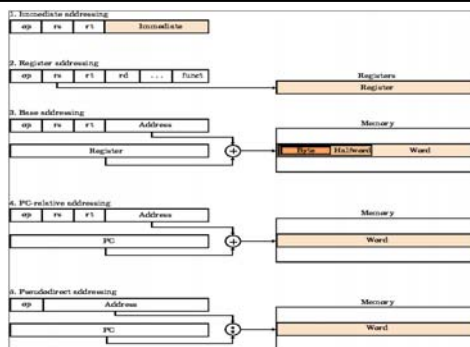 1. Immediate addressing
op rs rt Immediate
2. Register addressing
op rs rt rd ... funct Registers
Register
3. Base addressing
op rs rt Address Memory
Register + Byte Halfword Word
4. PC-relative addressing
op rs rt Address Memory
PC + Word
5. Pseudodirect addressing
op Address Memory
PC : Word